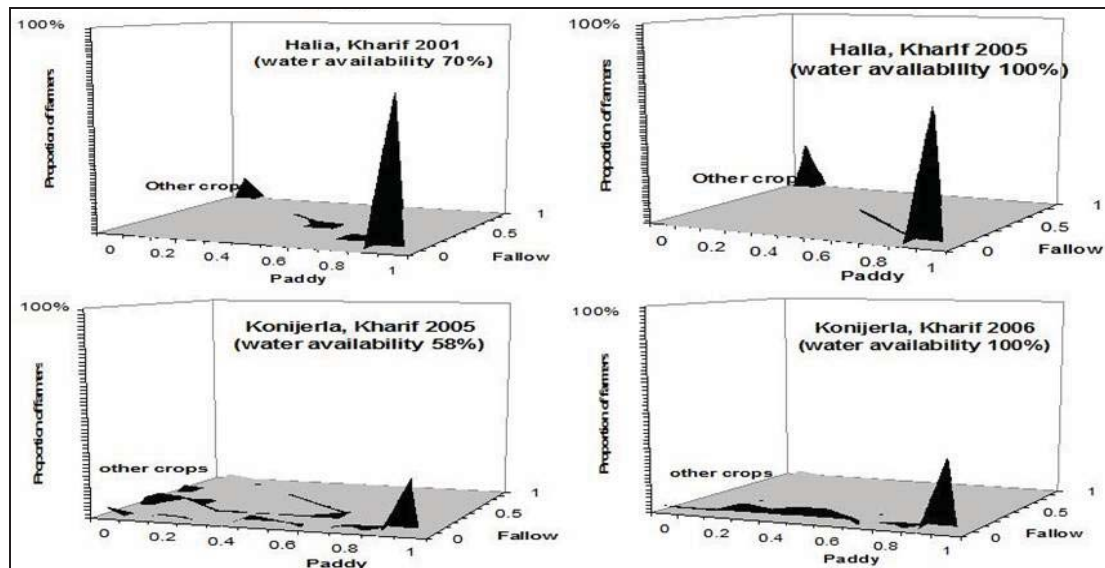 100%
Proportion of farmers
Halia, Kharif 2001
(water availability 70%)
Other crop
0
0.2
0.4
0.6
0.8
1
Paddy
0
0.5
1
Fallow
100%
Proportion of farmers
Halia, Kharif 2005
(water availability 100%)
Other crop
0
0.2
0.4
0.6
0.8
1
Paddy
0
0.5
1
Fallow
100%
Proportion of farmers
Konijerla, Kharif 2005
(water availability 58%)
other crops
0
0.2
0.4
0.6
0.8
1
Paddy
0
0.5
1
Fallow
100%
Proportion of farmers
Konijerla, Kharif 2006
(water availability 100%)
other crops
0
0.2
0.4
0.6
0.8
1
Paddy
0
0.5
1
Fallow